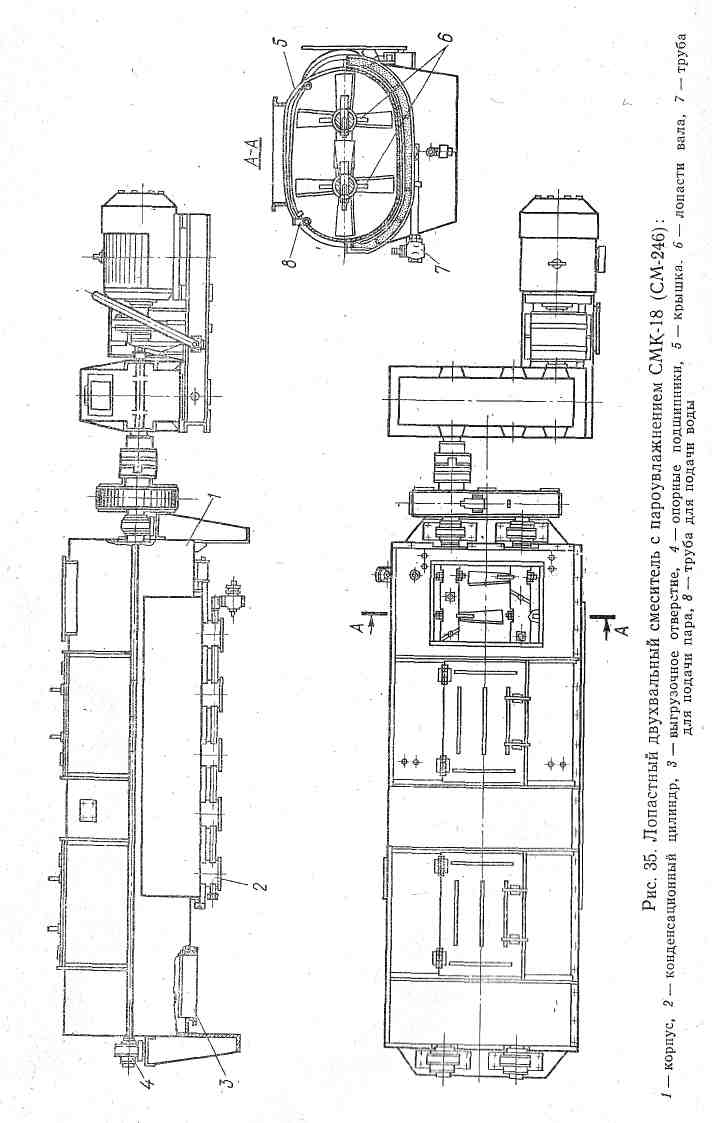 А-А
5
6
8
7
1
2
3
4
А
А
Рис. 35. Лопастный двухвальный смеситель с пароувлажнением СМК-18 (СМ-246):
1 — корпус, 2 — конденсационный цилиндр, 3 — выгрузочное отверстие, 4 — опорные подшипники, 5 — крышка. 6 — лопасти вала, 7 — труба
для подачи пара, 8 — труба для подачи воды